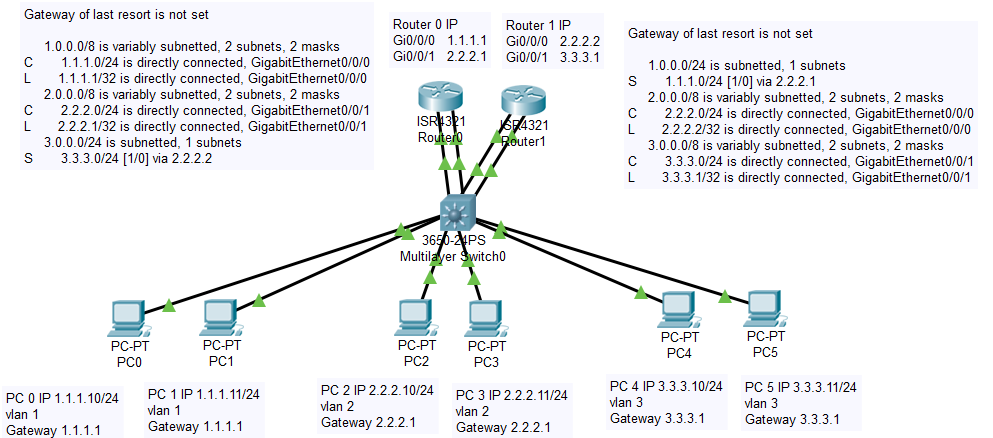 Gateway of last resort is not set
1.0.0.0/8 is variably subnetted, 2 subnets, 2 masks
C 1.1.1.0/24 is directly connected, GigabitEthernet0/0/0
L 1.1.1.1/32 is directly connected, GigabitEthernet0/0/0
2.0.0.0/8 is variably subnetted, 2 subnets, 2 masks
C 2.2.2.0/24 is directly connected, GigabitEthernet0/0/1
L 2.2.2.1/32 is directly connected, GigabitEthernet0/0/1
3.0.0.0/24 is subnetted, 1 subnets
S 3.3.3.0/24 [1/0] via 2.2.2.2
Router 0 IP
Gi0/0/0 1.1.1.1
Gi0/0/1 2.2.2.1
Router 1 IP
Gi0/0/0 2.2.2.2
Gi0/0/1 3.3.3.1
Gateway of last resort is not set
1.0.0.0/24 is subnetted, 1 subnets
S 1.1.1.0/24 [1/0] via 2.2.2.1
2.0.0.0/8 is variably subnetted, 2 subnets, 2 masks
C 2.2.2.0/24 is directly connected, GigabitEthernet0/0/0
L 2.2.2.2/32 is directly connected, GigabitEthernet0/0/0
3.0.0.0/8 is variably subnetted, 2 subnets, 2 masks
C 3.3.3.0/24 is directly connected, GigabitEthernet0/0/1
L 3.3.3.1/32 is directly connected, GigabitEthernet0/0/1
ISR4321
Router0
ISR4321
Router1
3650-24PS
Multilayer Switch0
PC-PT
PC0
PC-PT
PC1
PC-PT
PC2
PC-PT
PC3
PC-PT
PC4
PC-PT
PC5
PC 0 IP 1.1.1.10/24
vlan 1
Gateway 1.1.1.1
PC 1 IP 1.1.1.11/24
vlan 1
Gateway 1.1.1.1
PC 2 IP 2.2.2.10/24
vlan 2
Gateway 2.2.2.1
PC 3 IP 2.2.2.11/24
vlan 2
Gateway 2.2.2.1
PC 4 IP 3.3.3.10/24
vlan 3
Gateway 3.3.3.1
PC 5 IP 3.3.3.11/24
vlan 3
Gateway 3.3.3.1